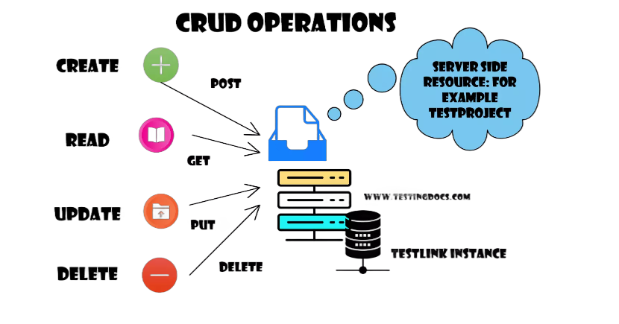 CRUD OPERATIONS
CREATE
POST
SERVER SIDE
RESOURCE: FOR
EXAMPLE
TESTPROJECT
READ
GET
UPDATE
PUT
WWW.TESTINGDOCS.COM
DELETE
DELETE
TESTLINK INSTANCE